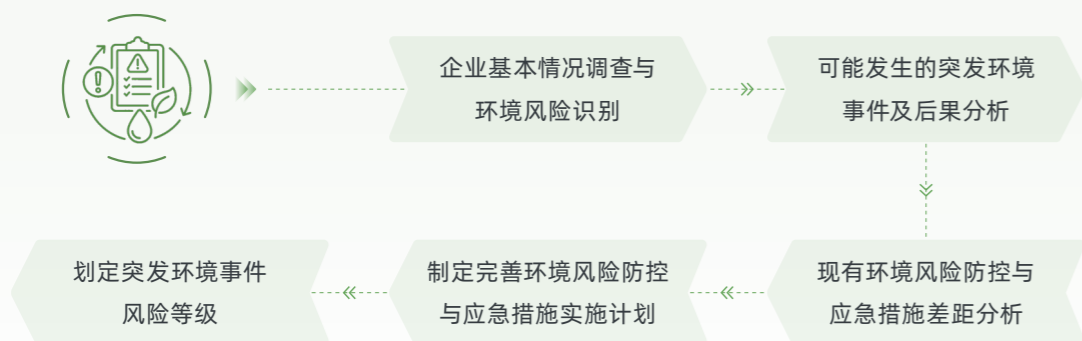 企业基本情况调查与
环境风险识别
可能发生的突发环境
事件及后果分析
现有环境风险防控与
应急措施差距分析
制定完善环境风险防控
与应急措施实施计划
划定突发环境事件
风险等级